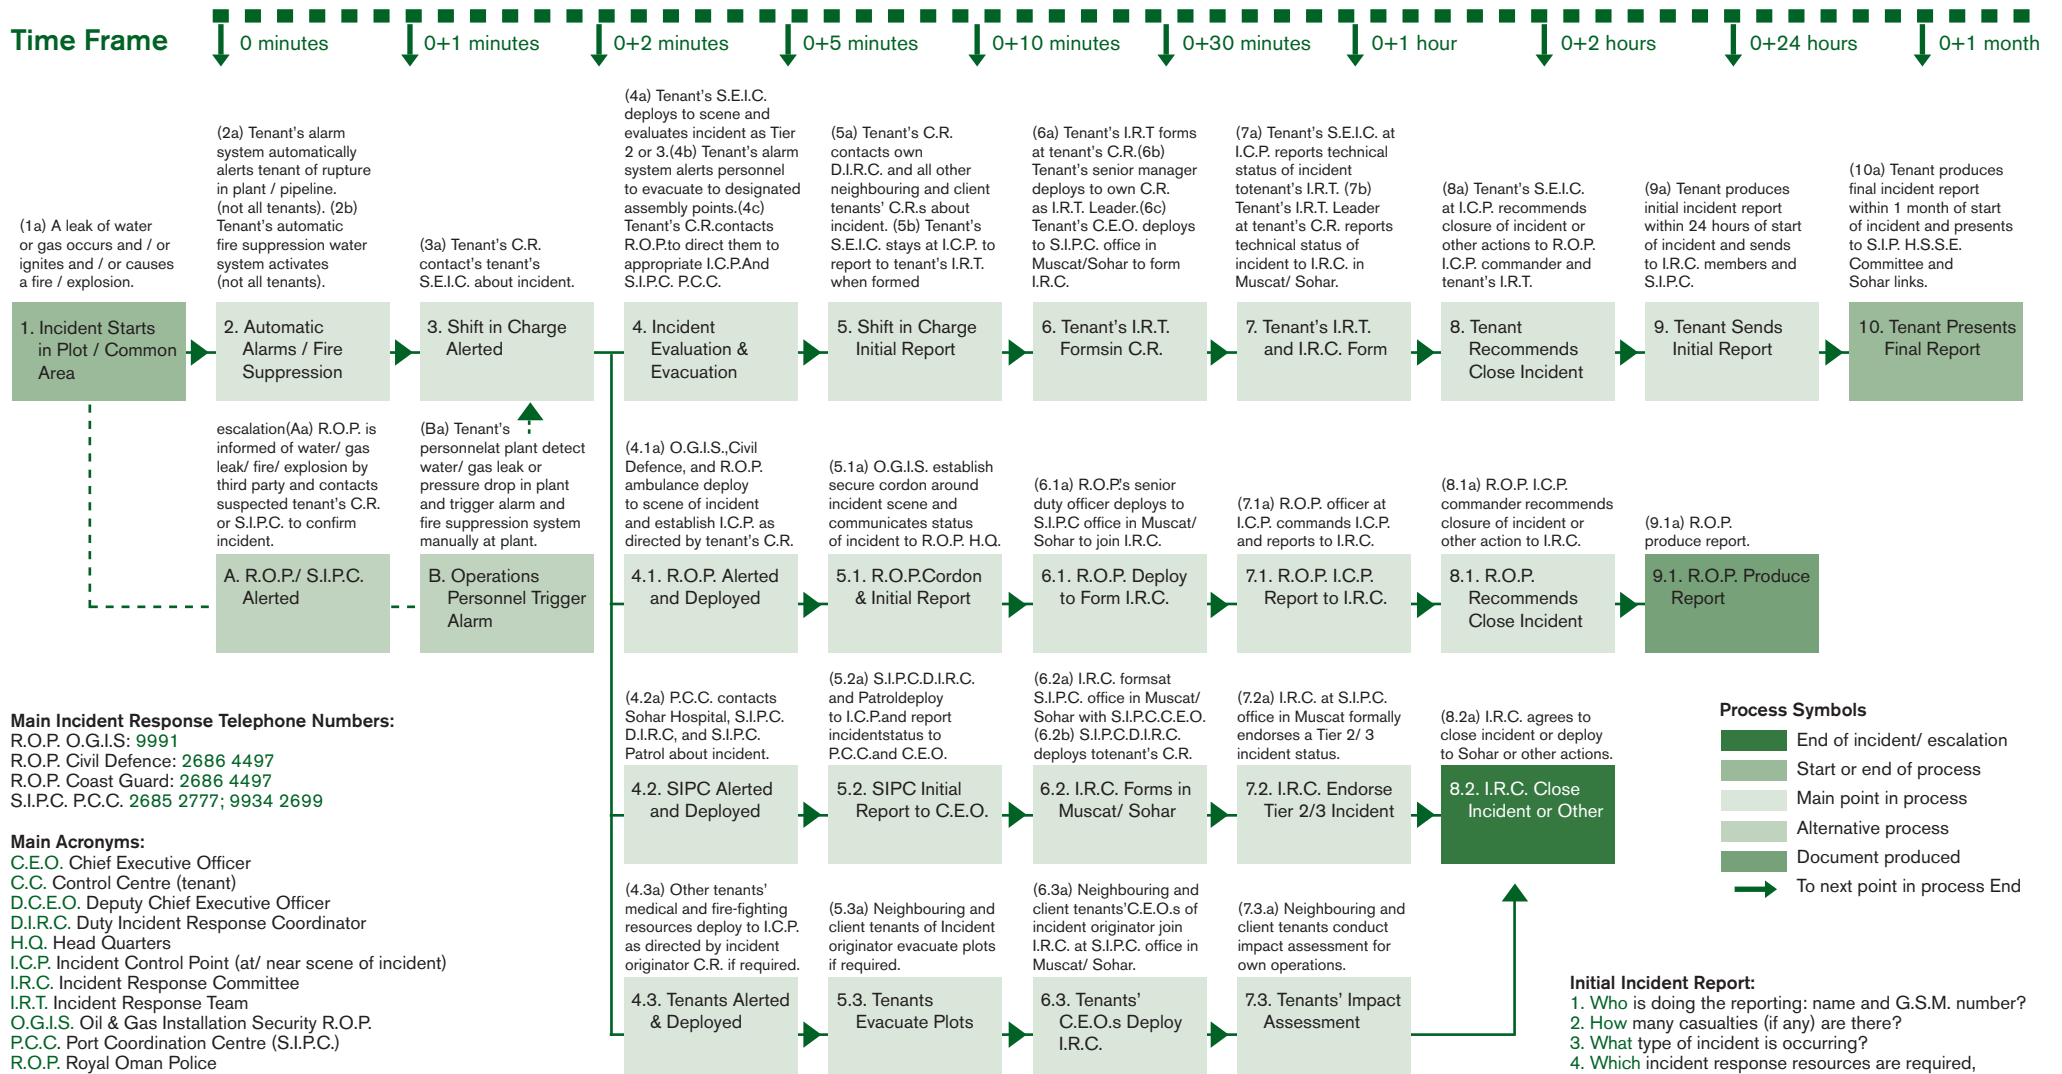 Time Frame
0 minutes
0+1 minutes
0+2 minutes
0+5 minutes
0+10 minutes
0+30 minutes
0+1 hour
0+2 hours
0+24 hours
0+1 month
(1a) A leak of water
or gas occurs and / or
ignites and / or causes
a fire / explosion.
(2a) Tenant's alarm
system automatically
alerts tenant of rupture
in plant / pipeline.
(not all tenants). (2b)
Tenant's automatic
fire suppression water
system activates
(not all tenants).
(3a) Tenant's C.R.
contact's tenant's
S.E.I.C. about incident.
(4a) Tenant's S.E.I.C.
deploys to scene and
evaluates incident as Tier
2 or 3.(4b) Tenant's alarm
system alerts personnel
to evacuate to designated
assembly points.(4c)
Tenant's C.R.contacts
R.O.P.to direct them to
appropriate I.C.P.And
S.I.P.C. P.C.C.
(5a) Tenant's C.R.
contacts own
D.I.R.C. and all other
neighbouring and client
tenants' C.R.s about
incident. (5b) Tenant's
S.E.I.C. stays at I.C.P. to
report to tenant's I.R.T.
when formed
(6a) Tenant's I.R.T forms
at tenant's C.R.(6b)
Tenant's senior manager
deploys to own C.R.
as I.R.T. Leader.(6c)
Tenant's C.E.O. deploys
to S.I.P.C. office in
Muscat/Sohar to form
I.R.C.
(7a) Tenant's S.E.I.C. at
I.C.P. reports technical
status of incident
totenant's I.R.T. (7b)
Tenant's I.R.T. Leader
at tenant's C.R. reports
technical status of
incident to I.R.C. in
Muscat/ Sohar.
(8a) Tenant's S.E.I.C.
at I.C.P. recommends
closure of incident or
other actions to R.O.P.
I.C.P. commander and
tenant's I.R.T.
(9a) Tenant produces
initial incident report
within 24 hours of start
of incident and sends
to I.R.C. members and
S.I.P.C.
(10a) Tenant produces
final incident report
within 1 month of start
of incident and presents
to S.I.P. H.S.S.E.
Committee and
Sohar links.
1. Incident Starts
in Plot / Common
Area
2. Automatic
Alarms / Fire
Suppression
3. Shift in Charge
Alerted
4. Incident
Evaluation &
Evacuation
5. Shift in Charge
Initial Report
6. Tenant's I.R.T.
Formsin C.R.
7. Tenant's I.R.T.
and I.R.C. Form
8. Tenant
Recommends
Close Incident
9. Tenant Sends
Initial Report
10. Tenant Presents
Final Report
escalation(Aa) R.O.P. is
informed of water/ gas
leak/ fire/ explosion by
third party and contacts
suspected tenant's C.R.
or S.I.P.C. to confirm
incident.
(Ba) Tenant's
personnelat plant detect
water/ gas leak or
pressure drop in plant
and trigger alarm and
fire suppression system
manually at plant.
(4.1a) O.G.I.S.,Civil
Defence, and R.O.P.
ambulance deploy
to scene of incident
and establish I.C.P. as
directed by tenant's C.R.
(5.1a) O.G.I.S. establish
secure cordon around
incident scene and
communicates status
of incident to R.O.P. H.Q.
(6.1a) R.O.P.'s senior
duty officer deploys to
S.I.P.C office in Muscat/
Sohar to join I.R.C.
(7.1a) R.O.P. officer at
I.C.P. commands I.C.P.
and reports to I.R.C.
(8.1a) R.O.P. I.C.P.
commander recommends
closure of incident or
other action to I.R.C.
(9.1a) R.O.P.
produce report.
A. R.O.P./ S.I.P.C.
Alerted
B. Operations
Personnel Trigger
Alarm
4.1. R.O.P. Alerted
and Deployed
5.1. R.O.P.Cordon
& Initial Report
6.1. R.O.P. Deploy
to Form I.R.C.
7.1. R.O.P. I.C.P.
Report to I.R.C.
8.1. R.O.P.
Recommends
Close Incident
9.1. R.O.P. Produce
Report
(4.2a) P.C.C. contacts
Sohar Hospital, S.I.P.C.
D.I.R.C, and S.I.P.C.
Patrol about incident.
(5.2a) S.I.P.C.D.I.R.C.
and Patroldeploy
to I.C.P.and report
incidentstatus to
P.C.C.and C.E.O.
(6.2a) I.R.C. formsat
S.I.P.C. office in Muscat/
Sohar with S.I.P.C.C.E.O.
(6.2b) S.I.P.C.D.I.R.C.
deploys totenant's C.R.
(7.2a) I.R.C. at S.I.P.C.
office in Muscat formally
endorses a Tier 2/ 3
incident status.
(8.2a) I.R.C. agrees to
close incident or deploy
to Sohar or other actions.
4.2. SIPC Alerted
and Deployed
5.2. SIPC Initial
Report to C.E.O.
6.2. I.R.C. Forms in
Muscat/ Sohar
7.2. I.R.C. Endorse
Tier 2/3 Incident
8.2. I.R.C. Close
Incident or Other
(4.3a) Other tenants'
medical and fire-fighting
resources deploy to I.C.P.
as directed by incident
originator C.R. if required.
(5.3a) Neighbouring and
client tenants of Incident
originator evacuate plots
if required.
(6.3a) Neighbouring and
client tenants'C.E.O.s of
incident originator join
I.R.C. at S.I.P.C. office in
Muscat/ Sohar.
(7.3.a) Neighbouring and
client tenants conduct
impact assessment for
own operations.
4.3. Tenants Alerted
& Deployed
5.3. Tenants
Evacuate Plots
6.3. Tenants'
C.E.O.s Deploy
I.R.C.
7.3. Tenants' Impact
Assessment
Main Incident Response Telephone Numbers:
R.O.P. O.G.I.S: 9991
R.O.P. Civil Defence: 2686 4497
R.O.P. Coast Guard: 2686 4497
S.I.P.C. P.C.C. 2685 2777; 9934 2699
Main Acronyms:
C.E.O. Chief Executive Officer
C.C. Control Centre (tenant)
D.C.E.O. Deputy Chief Executive Officer
D.I.R.C. Duty Incident Response Coordinator
H.Q. Head Quarters
I.C.P. Incident Control Point (at/ near scene of incident)
I.R.C. Incident Response Committee
I.R.T. Incident Response Team
O.G.I.S. Oil & Gas Installation Security R.O.P.
P.C.C. Port Coordination Centre (S.I.P.C.)
R.O.P. Royal Oman Police
Process Symbols
End of incident/ escalation
Start or end of process
Main point in process
Alternative process
Document produced
To next point in process End
Initial Incident Report:
1. Who is doing the reporting: name and G.S.M. number?
2. How many casualties (if any) are there?
3. What type of incident is occurring?
4. Which incident response resources are required,